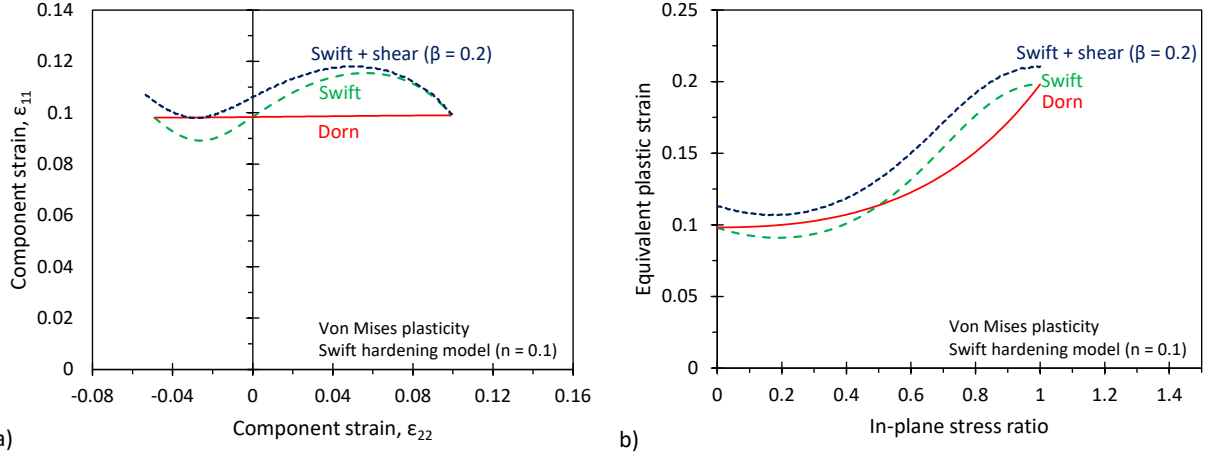 0.14
0.12
0.1
0.08
0.06
0.04
0.02
0
-0.08
-0.04
0
0.04
0.08
0.12
0.16
Component strain, ε11
Component strain, ε22
Swift + shear (β = 0.2)
Swift
Dorn
Von Mises plasticity
Swift hardening model (n = 0.1)
a)
0.25
0.2
0.15
0.1
0.05
0
0
0.2
0.4
0.6
0.8
1
1.2
1.4
Equivalent plastic strain
In-plane stress ratio
Swift + shear (β = 0.2)
Swift
Dorn
Von Mises plasticity
Swift hardening model (n = 0.1)
b)